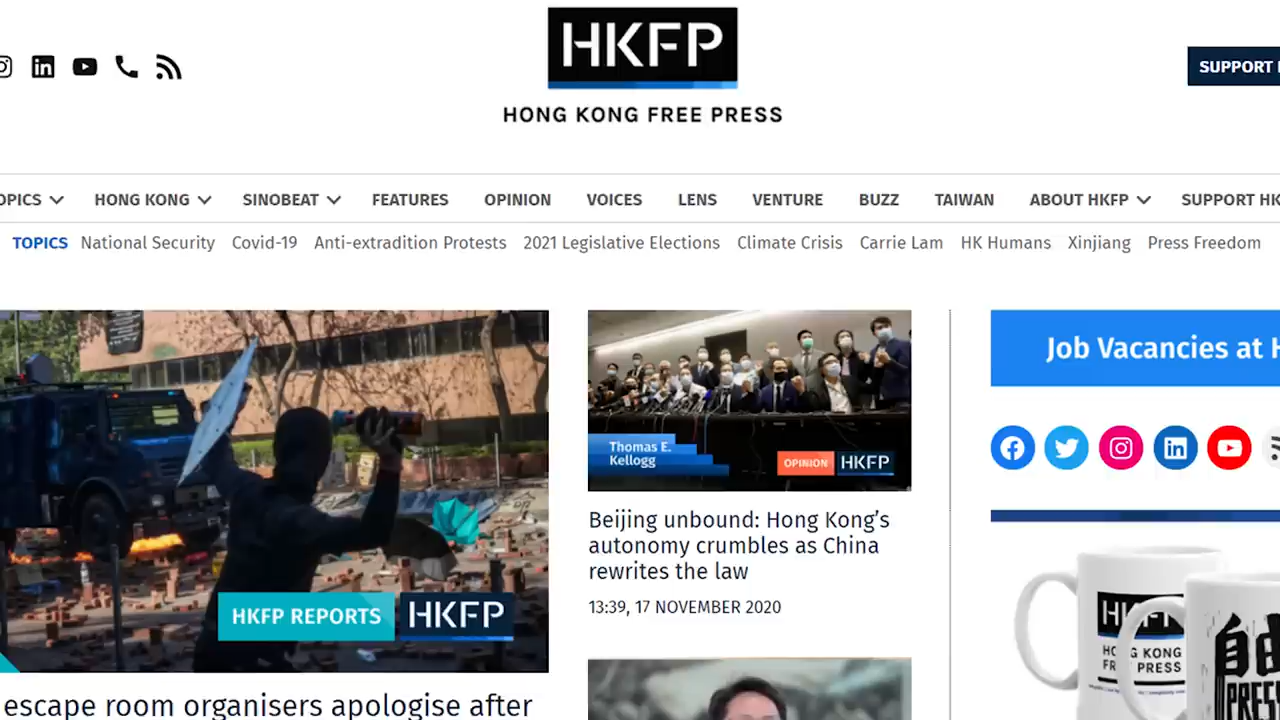 HKFP
HONG KONG FREE PRESS
SUPPORT
OPICS HONG KONG SINOBEAT FEATURES OPINION VOICES LENS VENTURE BUZZ TAIWAN ABOUT HKFP SUPPORT HK
TOPICS National Security Covid-19 Anti-extradition Protests 2021 Legislative Elections Climate Crisis Carrie Lam HK Humans Xinjiang Press Freedom
HKFP REPORTS HKFP
escape room organisers apologise after
Thomas E.
Kellogg
OPINION HKFP
Beijing unbound: Hong Kong’s
autonomy crumbles as China
rewrites the law
13:39, 17 NOVEMBER 2020
Job Vacancies at H
HKFP
HONG KONG
FREE PRESS
自由
PRESS